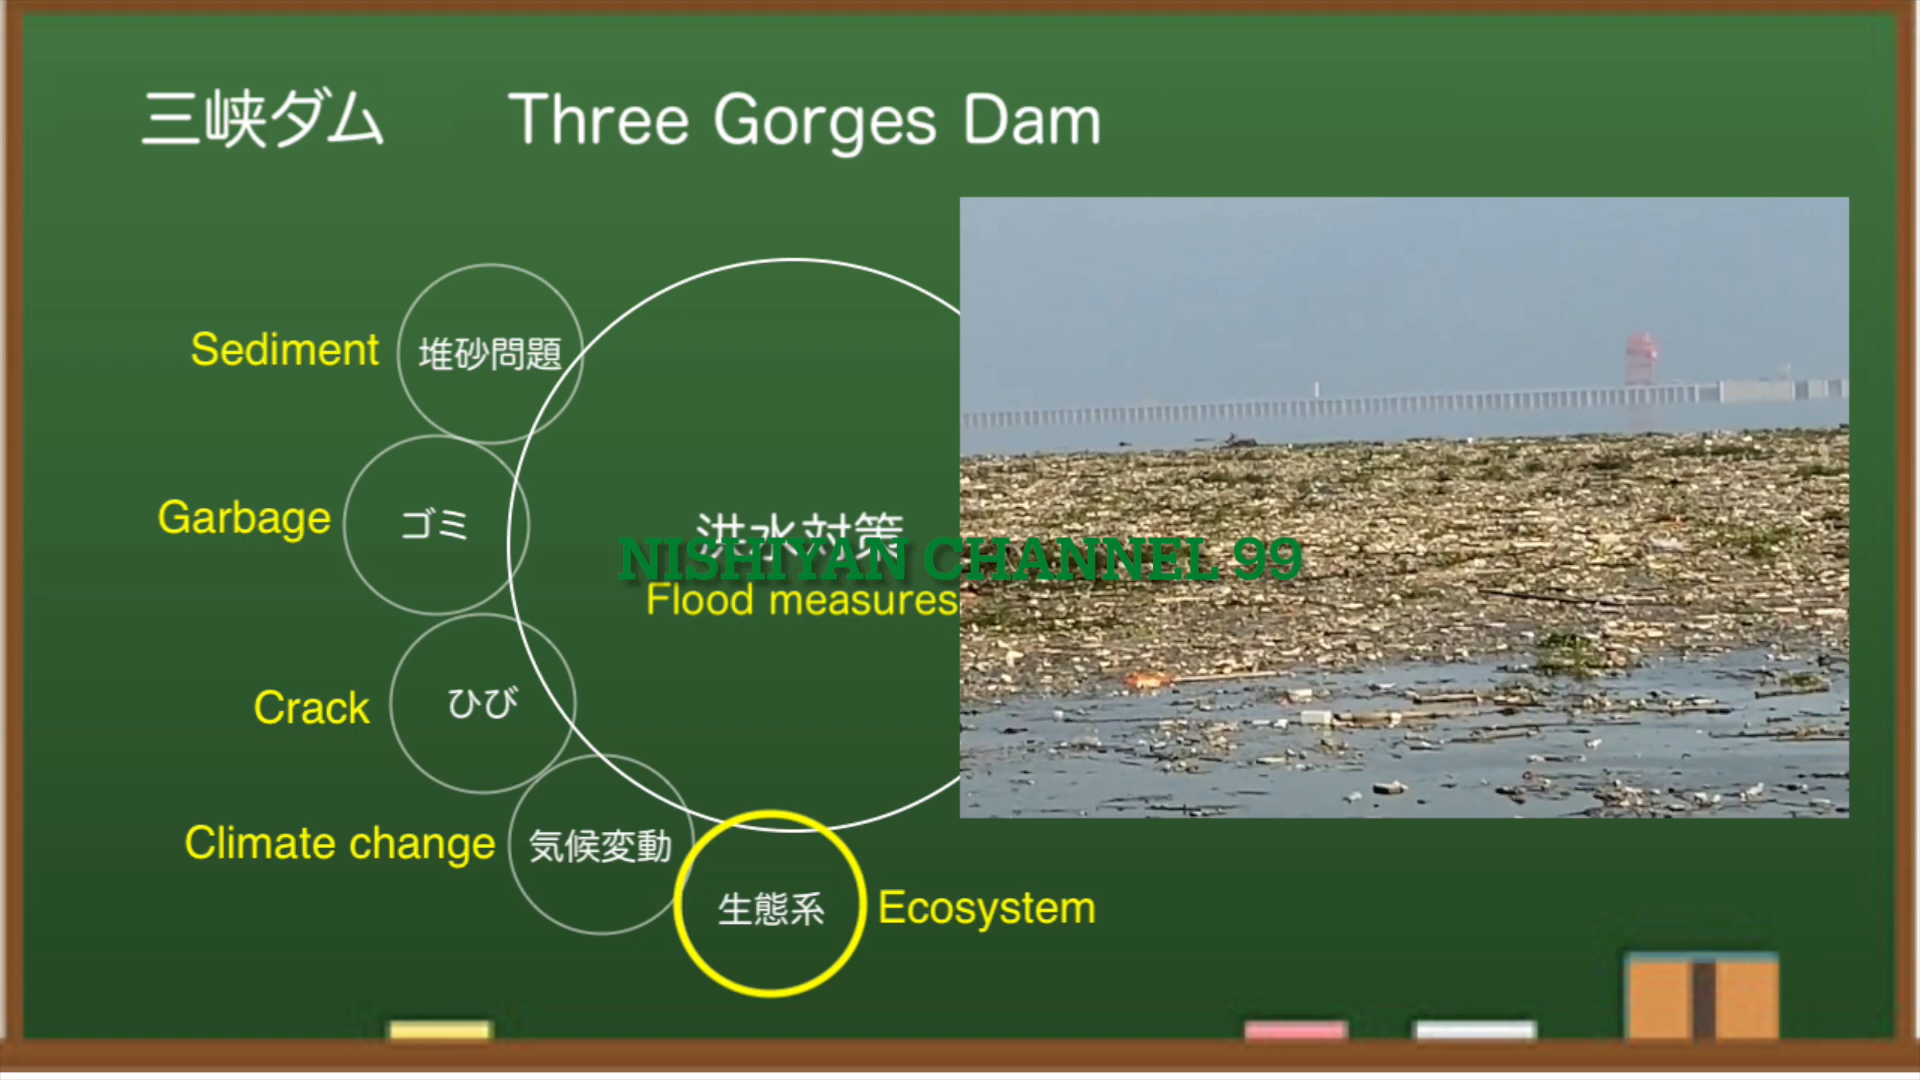 三峡ダム Three Gorges Dam
Sediment 堆砂問題
Garbage ゴミ
洪水対策
NISHIYAN CHANNEL 99
Flood measures
Crack ひび
Climate change 気候変動
生態系 Ecosystem